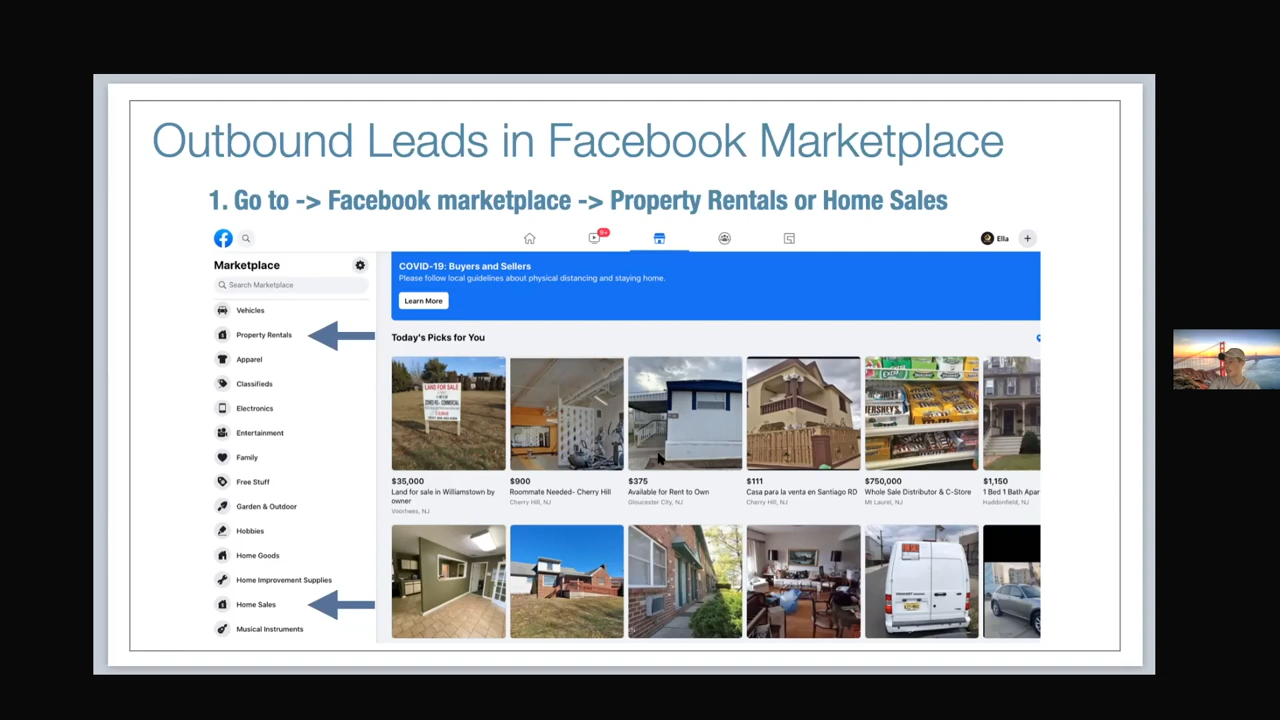 Outbound Leads in Facebook Marketplace
1. Go to -> Facebook marketplace -> Property Rentals or Home Sales
9+
Ella
Marketplace
Search Marketplace
Vehicles
Property Rentals
Apparel
Classifieds
Electronics
Entertainment
Family
Free Stuff
Garden & Outdoor
Hobbies
Home Goods
Home Improvement Supplies
Home Sales
Musical Instruments
COVID-19: Buyers and Sellers
Please follow local guidelines about physical distancing and staying home.
Learn More
Today's Picks for You
LAND FOR SALE
$35,000
Land for sale in Williamstown by
owner
Voorhees, NJ
$900
Roommate Needed- Cherry Hill
Cherry Hill, NJ
$375
Available for Rent to Own
Gloucester City, NJ
$111
Casa para la venta en Santiago RD
Cherry Hill, NJ
HERSHEY'S
$750,000
Whole Sale Distributor & C-Store
Mt Laurel, NJ
$1,150
1 Bed 1 Bath Apar
Haddonfield, NJ